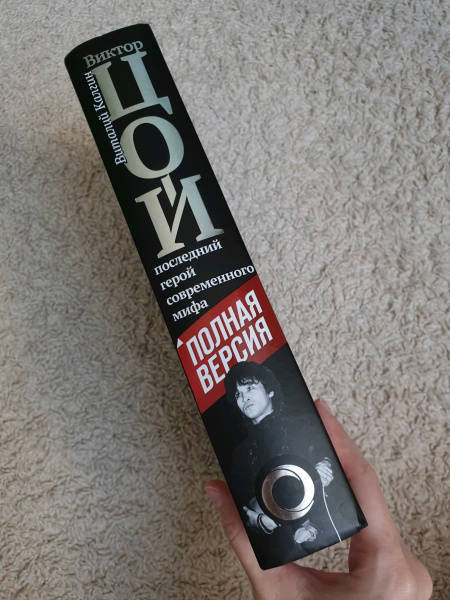 Виталий Калгин
Виктор
ЦОЙ
последний
герой
современного
мифа
ПОЛНАЯ
ВЕРСИЯ